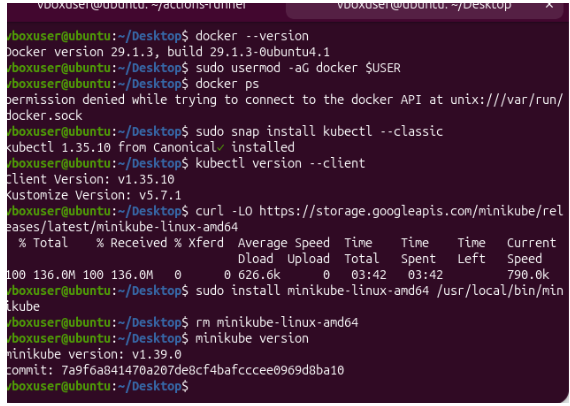 vboxuser@ubuntu: ~/actions-runner
vboxuser@ubuntu: ~/Desktop ×
vboxuser@ubuntu:~/Desktop$ docker --version
Docker version 29.1.3, build 29.1.3-0ubuntu4.1
vboxuser@ubuntu:~/Desktop$ sudo usermod -aG docker $USER
vboxuser@ubuntu:~/Desktop$ docker ps
permission denied while trying to connect to the docker API at unix:///var/run/
docker.sock
vboxuser@ubuntu:~/Desktop$ sudo snap install kubectl --classic
kubectl 1.35.10 from Canonical✓ installed
vboxuser@ubuntu:~/Desktop$ kubectl version --client
Client Version: v1.35.10
Kustomize Version: v5.7.1
vboxuser@ubuntu:~/Desktop$ curl -LO https://storage.googleapis.com/minikube/rel
eases/latest/minikube-linux-amd64
% Total % Received % Xferd Average Speed Time Time Time Current
Dload Upload Total Spent Left Speed
100 136.0M 100 136.0M 0 0 626.6k 0 03:42 03:42 790.0k
vboxuser@ubuntu:~/Desktop$ sudo install minikube-linux-amd64 /usr/local/bin/min
ikube
vboxuser@ubuntu:~/Desktop$ rm minikube-linux-amd64
vboxuser@ubuntu:~/Desktop$ minikube version
minikube version: v1.39.0
commit: 7a9f6a841470a207de8cf4bafcccee0969d8ba10
vboxuser@ubuntu:~/Desktop$